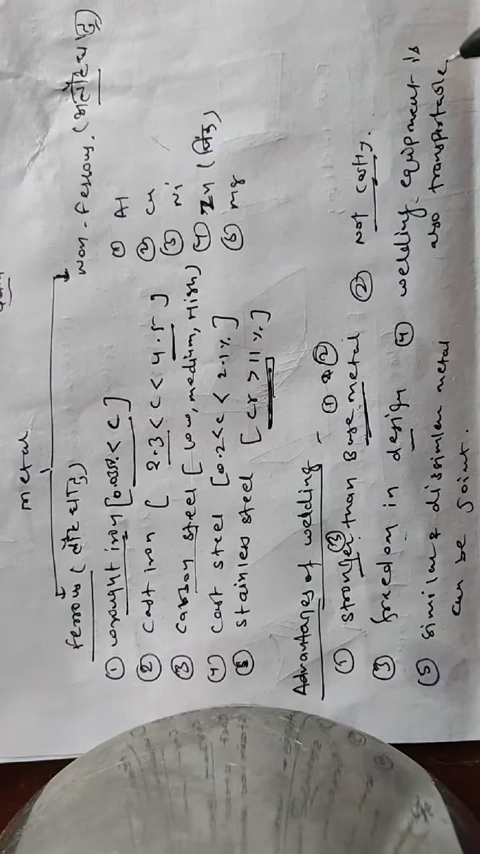 metal
ferrous (लौह धातु)
non-ferrous. (अलौह धातु)
① wrought iron [0.08% < C]
② cast iron [2.3 < C < 4.5]
③ carbon steel [low, medium, High]
④ cast steel [0.2 < C < 2.1%]
⑤ stainless steel [Cr > 11%]
① Al
② Cu
③ Ni
④ Zn (जिंक)
⑤ Mg
Advantages of welding -
① stronger than Base metal
② Not costly.
③ freedom in design
④ welding equipment is
also transportable
⑤ similar & dissimilar metal
can be Joint.